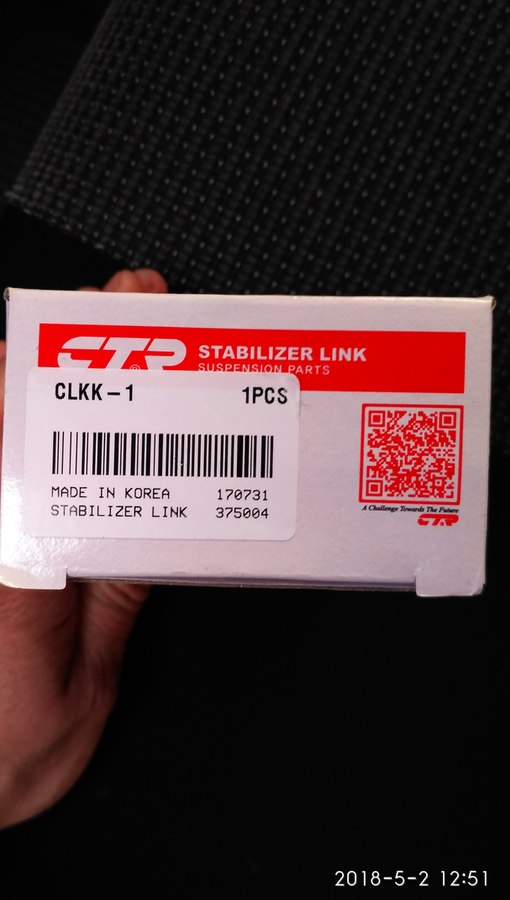 CTR
®
STABILIZER LINK
SUSPENSION PARTS
CLKK-1 1PCS
MADE IN KOREA 170731
STABILIZER LINK 375004
A Challenge Towards The Future
CTR
2018-5-2 12:51